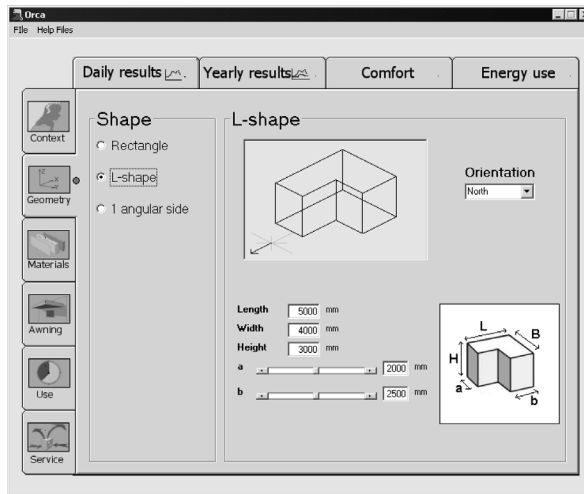 Orca
FIle Help Files
Daily results
Yearly results
Comfort
Energy use
Context
Geometry
Materials
Awning
Use
Service
Shape
Rectangle
L-shape
1 angular side
L-shape
Orientation
North
Length 5000 mm
Width 4000 mm
Height 3000 mm
a 2000 mm
b 2500 mm
L
B
H
a
b